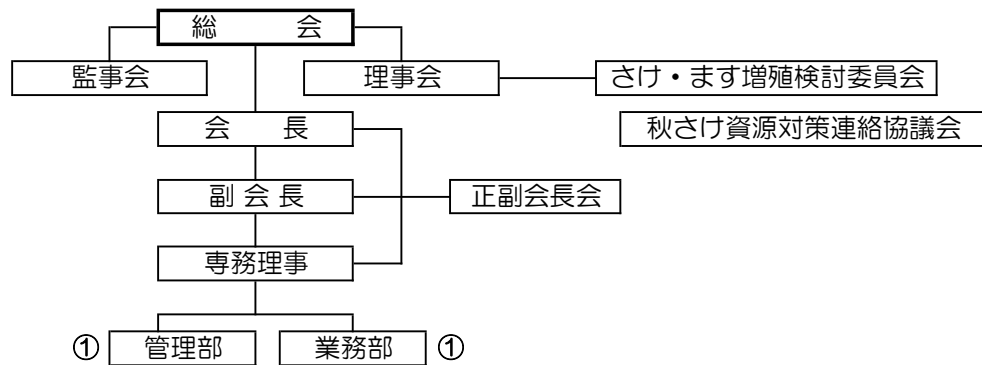 総　　会
監事会　理事会　さけ・ます増殖検討委員会
会　　長　秋さけ資源対策連絡協議会
副 会 長　正副会長会
専務理事
① 管理部　業務部 ①